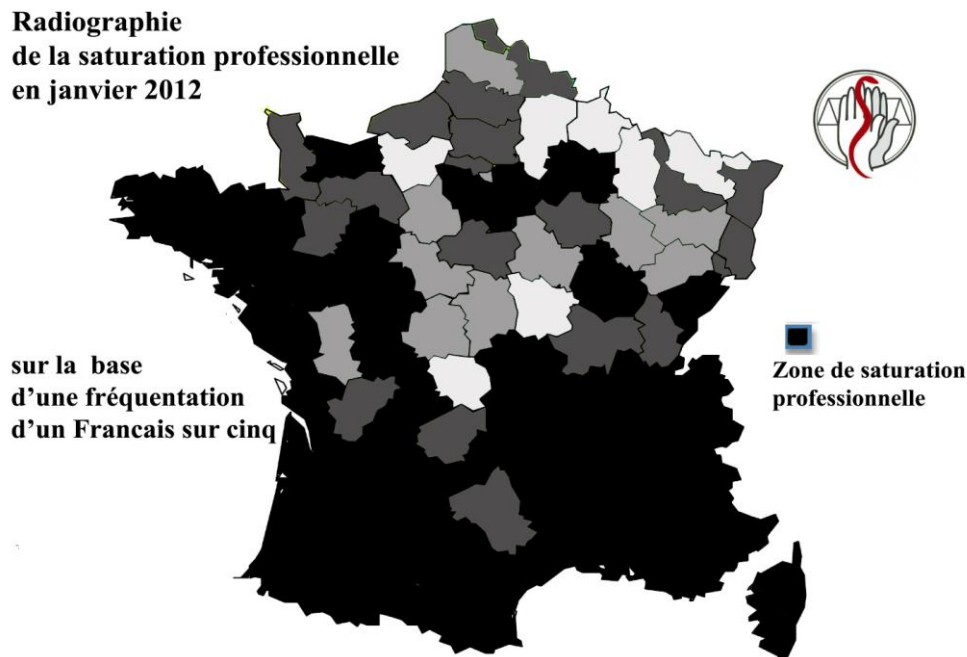 Radiographie
de la saturation professionnelle
en janvier 2012
sur la base
d'une fréquentation
d'un Francais sur cinq
Zone de saturation
professionnelle